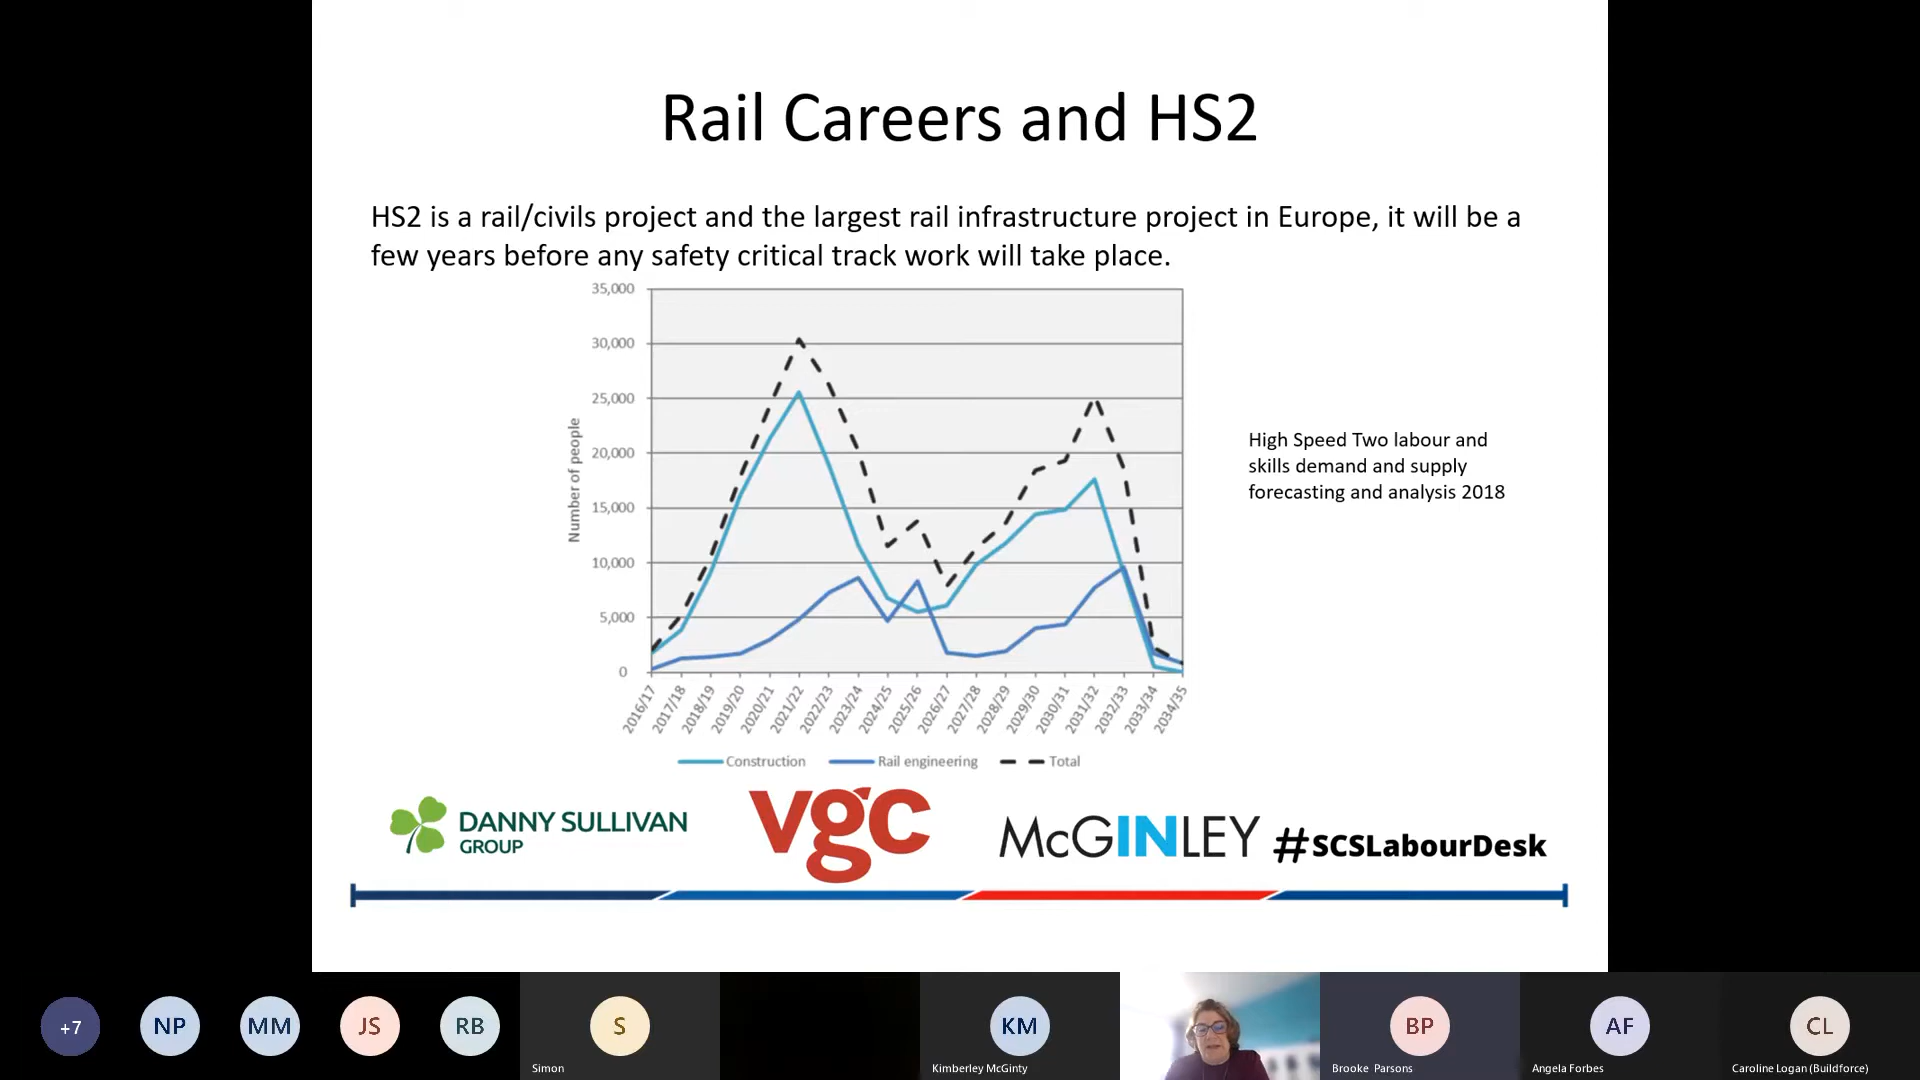 Rail Careers and HS2
HS2 is a rail/civils project and the largest rail infrastructure project in Europe, it will be a
few years before any safety critical track work will take place.
35,000
30,000
25,000
20,000
15,000
10,000
5,000
0
Number of people
2016/17
2017/18
2018/19
2019/20
2020/21
2021/22
2022/23
2023/24
2024/25
2025/26
2026/27
2027/28
2028/29
2029/30
2030/31
2031/32
2032/33
2033/34
2034/35
Construction
Rail engineering
Total
High Speed Two labour and
skills demand and supply
forecasting and analysis 2018
DANNY SULLIVAN
GROUP
vgc
McGINLEY
#SCSLabourDesk
+7
NP
MM
JS
RB
S
Simon
KM
Kimberley McGinty
BP
Brooke Parsons
AF
Angela Forbes
CL
Caroline Logan (Buildforce)